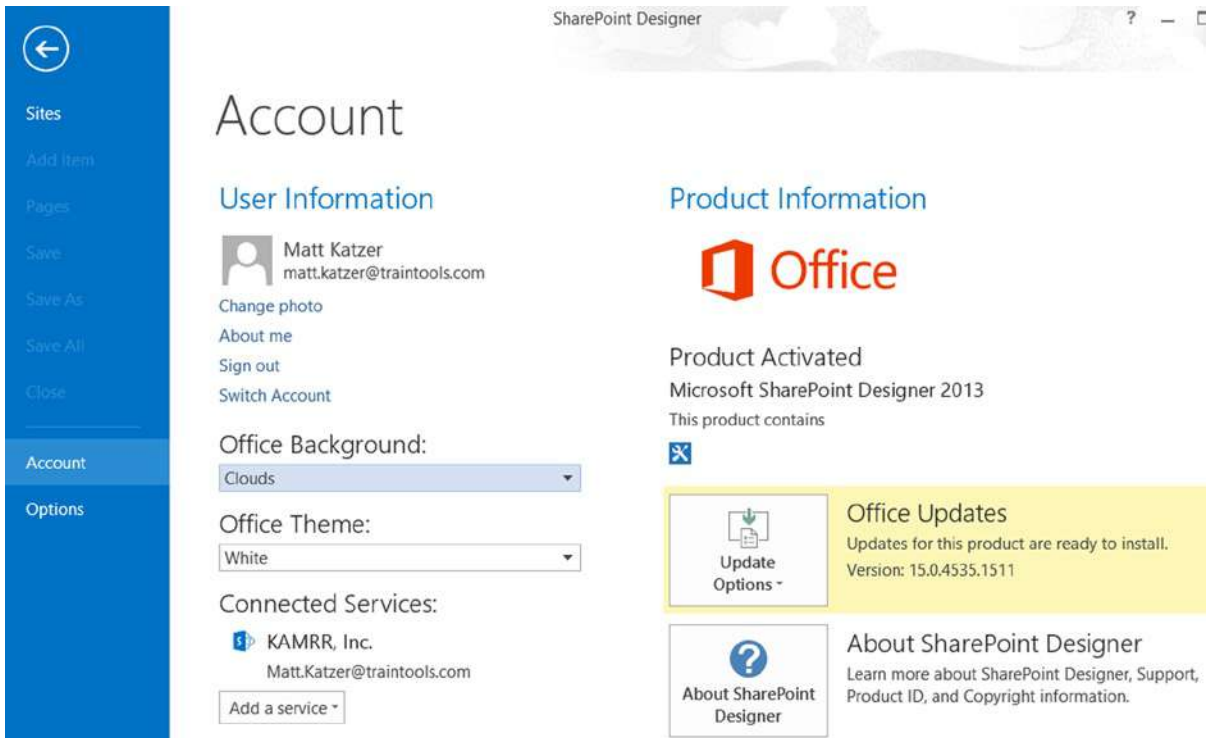 SharePoint Designer
?
Sites
Add Item
Pages
Save
Save As
Save All
Close
Account
Options
Account
User Information
Matt Katzer
matt.katzer@traintools.com
Change photo
About me
Sign out
Switch Account
Office Background:
Clouds
Office Theme:
White
Connected Services:
KAMRR, Inc.
Matt.Katzer@traintools.com
Add a service
Product Information
Office
Product Activated
Microsoft SharePoint Designer 2013
This product contains
Update
Options
Office Updates
Updates for this product are ready to install.
Version: 15.0.4535.1511
About SharePoint
Designer
About SharePoint Designer
Learn more about SharePoint Designer, Support,
Product ID, and Copyright information.